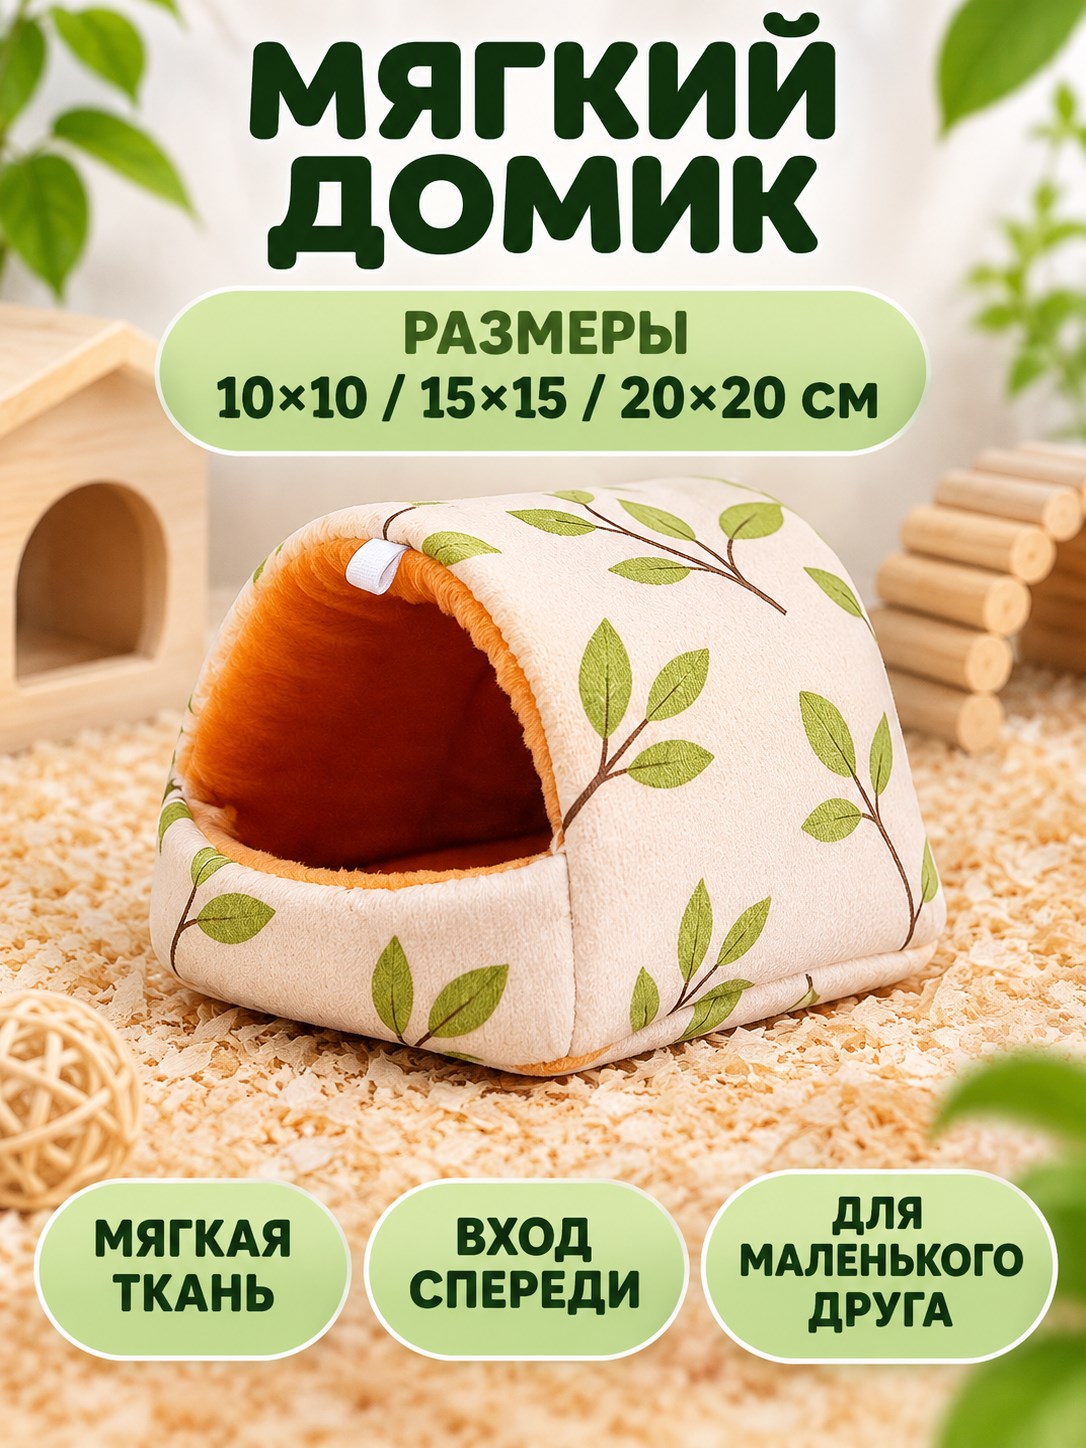 МЯГКИЙ
ДОМИК
РАЗМЕРЫ
10×10 / 15×15 / 20×20 см
МЯГКАЯ
ТКАНЬ
ВХОД
СПЕРЕДИ
ДЛЯ
МАЛЕНЬКОГО
ДРУГА